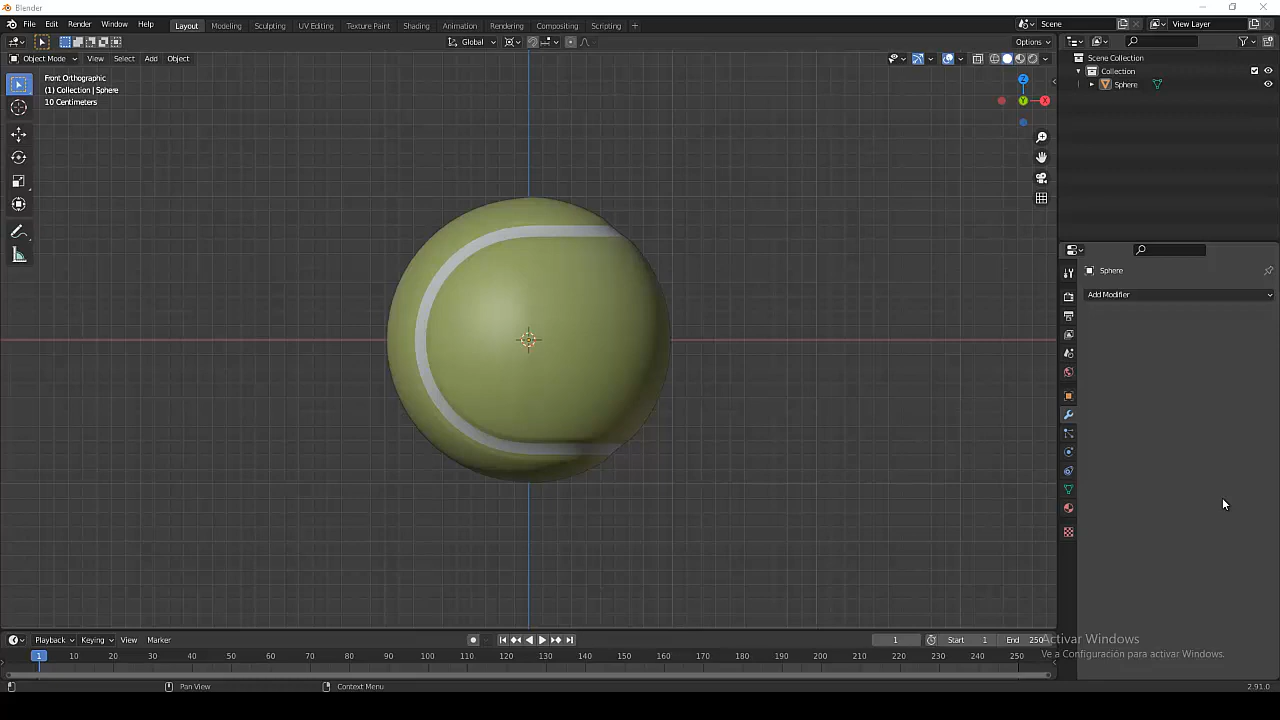 Blender
File Edit Render Window Help Layout Modeling Sculpting UV Editing Texture Paint Shading Animation Rendering Compositing Scripting + Scene View Layer
Global Options
Object Mode View Select Add Object
Front Orthographic
(1) Collection | Sphere
10 Centimeters
Z
Y
X
Scene Collection
Collection
Sphere
Sphere
Add Modifier
Playback Keying View Marker 1 Start 1 End 250
1 10 20 30 40 50 60 70 80 90 100 110 120 130 140 150 160 170 180 190 200 210 220 230 240 250
Activar Windows
Ve a Configuración para activar Windows.
Pan View Context Menu 2.91.0